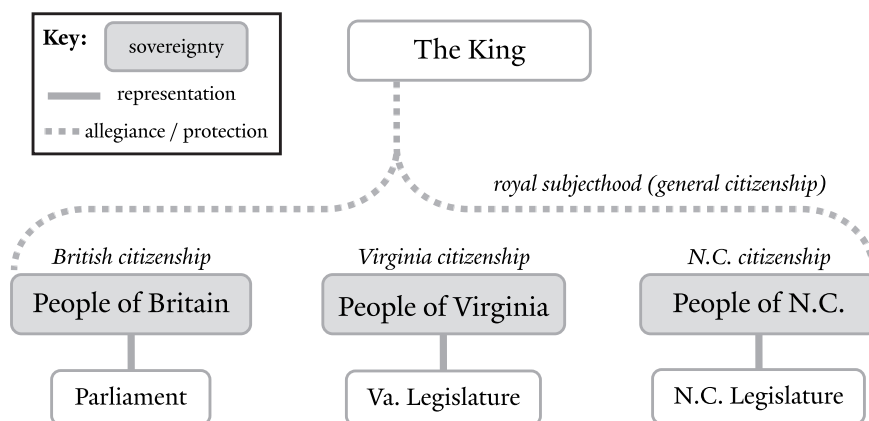 Key:
sovereignty
representation
allegiance / protection
The King
royal subjecthood (general citizenship)
British citizenship
Virginia citizenship
N.C. citizenship
People of Britain
People of Virginia
People of N.C.
Parliament
Va. Legislature
N.C. Legislature